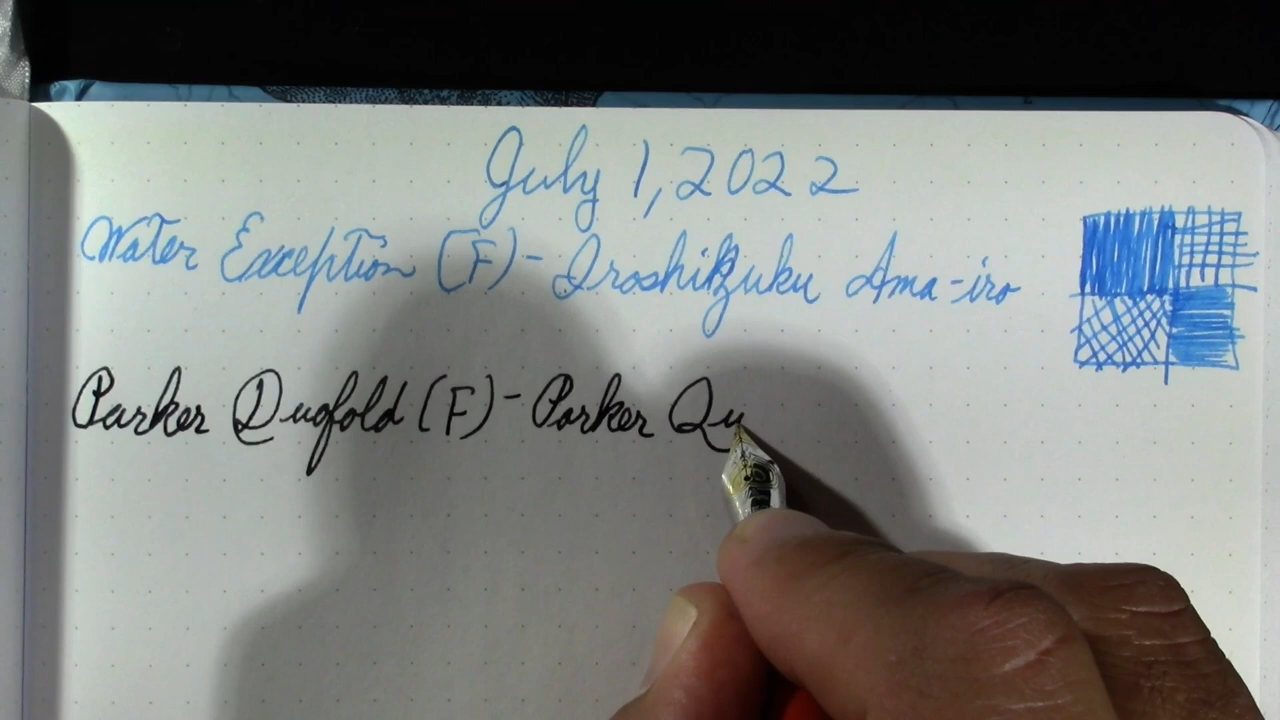 July 1, 2022
Water Exception (F) - Iroshizuku Ama-iro
Parker Duofold (F) - Parker Qu